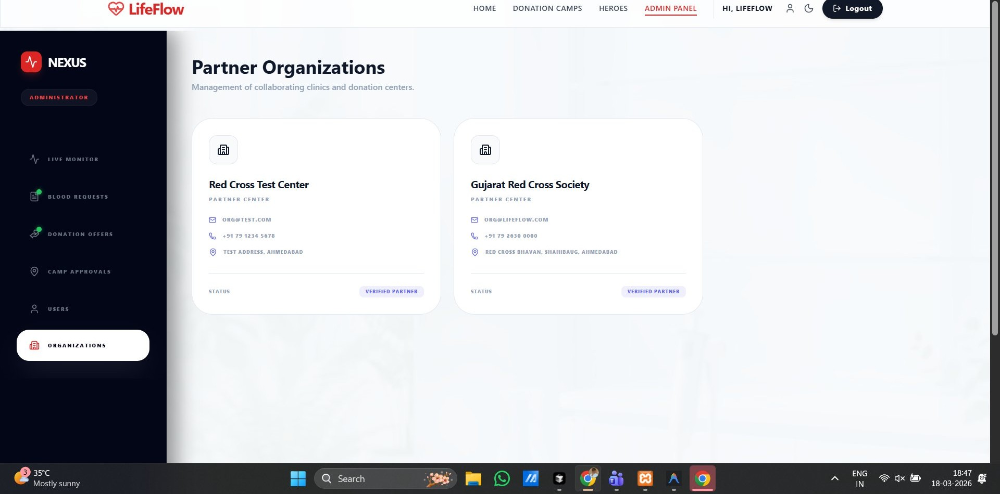 LifeFlow
HOME DONATION CAMPS HEROES ADMIN PANEL HI, LIFEFLOW Logout
NEXUS
ADMINISTRATOR
LIVE MONITOR
BLOOD REQUESTS
DONATION OFFERS
CAMP APPROVALS
USERS
ORGANIZATIONS
Partner Organizations
Management of collaborating clinics and donation centers.
Red Cross Test Center
PARTNER CENTER
ORG@TEST.COM
+91 79 1234 5678
TEST ADDRESS, AHMEDABAD
STATUS VERIFIED PARTNER
Gujarat Red Cross Society
PARTNER CENTER
ORG@LIFEFLOW.COM
+91 79 2630 0000
RED CROSS BHAVAN, SHAHIBAUG, AHMEDABAD
STATUS VERIFIED PARTNER
3
35°C
Mostly sunny
Search
ENG
IN
18:47
18-03-2026